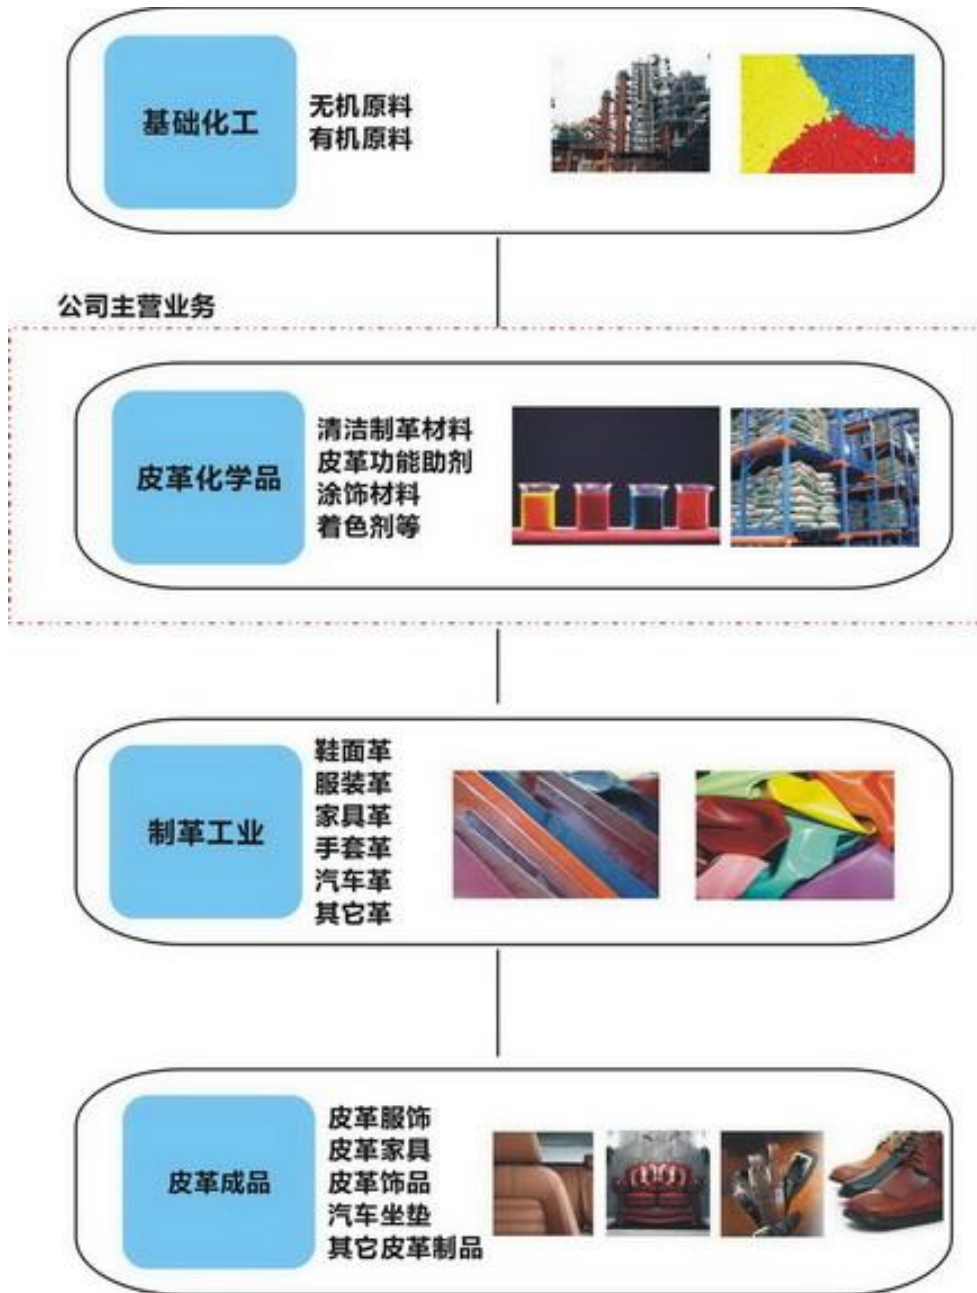 基础化工
无机原料
有机原料
公司主营业务
皮革化学品
清洁制革材料
皮革功能助剂
涂饰材料
着色剂等
制革工业
鞋面革
服装革
家具革
手套革
汽车革
其它革
皮革成品
皮革服饰
皮革家具
皮革饰品
汽车坐垫
其它皮革制品